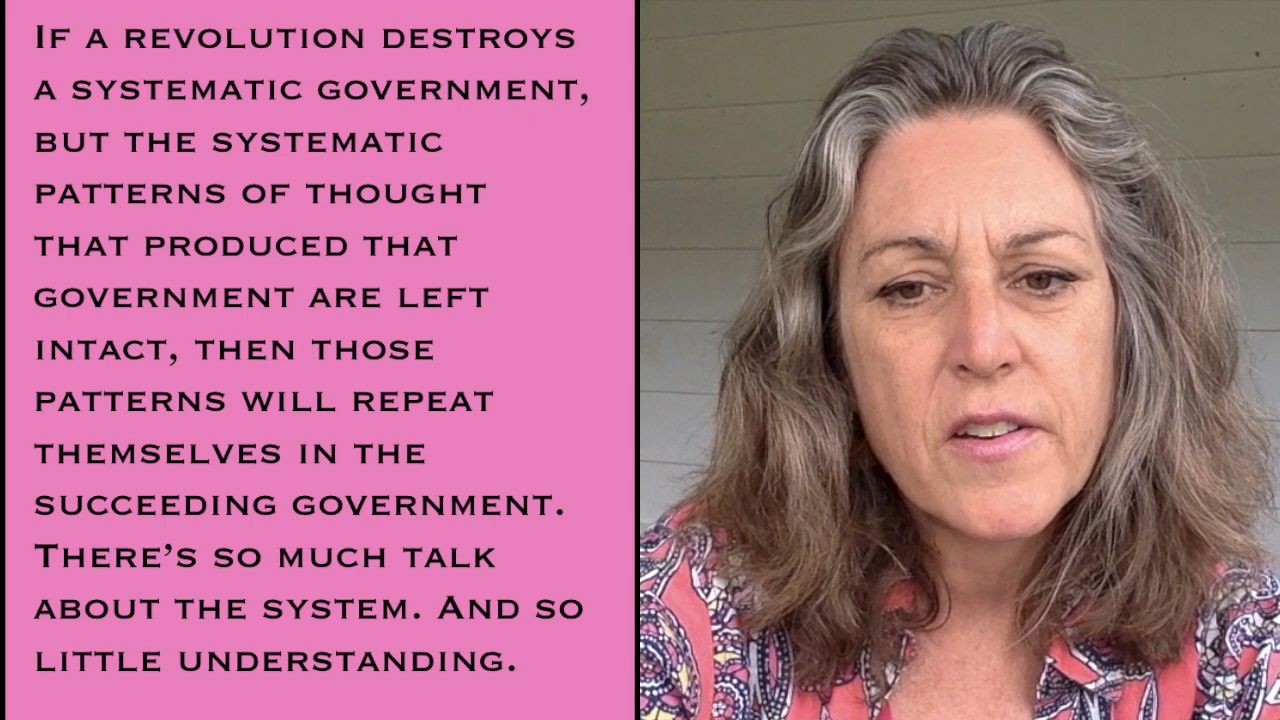 If a revolution destroys
a systematic government,
but the systematic
patterns of thought
that produced that
government are left
intact, then those
patterns will repeat
themselves in the
succeeding government.
There’s so much talk
about the system. And so
little understanding.